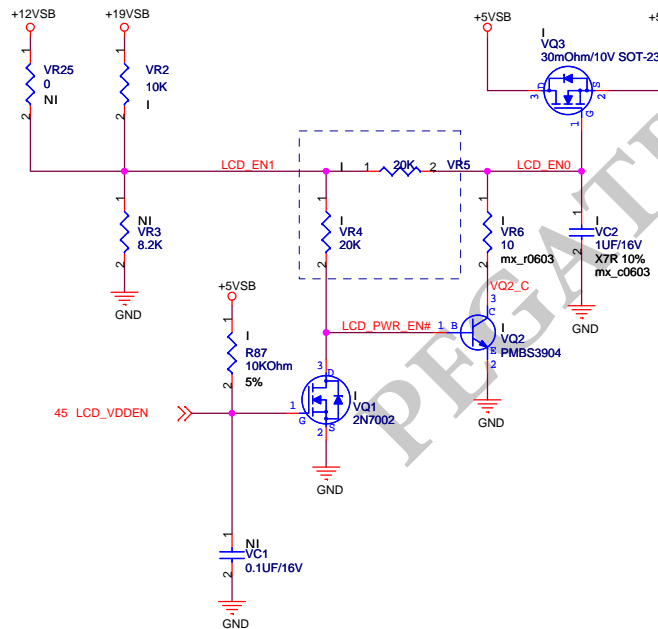 +12VSB
+19VSB
+5VSB
+5
I
VQ3
30mOhm/10V SOT-23
1
VR25
0
NI
2
1
VR2
10K
I
2
3
D
S
2
G
1
LCD_EN1
I
1
20K
2
VR5
LCD_EN0
1
NI
VR3
8.2K
2
GND
1
I
VR4
20K
2
1
I
VR6
10
mx_r0603
2
1
I
VC2
1UF/16V
X7R 10%
mx_c0603
2
GND
PEGAT
+5VSB
1
I
R87
10KOhm
5%
2
LCD_PWR_EN#
VQ2_C
3
C
1
B
I
VQ2
PMBS3904
E
2
GND
45 LCD_VDDEN
3
D
1
G
I
VQ1
2N7002
S
2
GND
1
NI
VC1
0.1UF/16V
2
GND